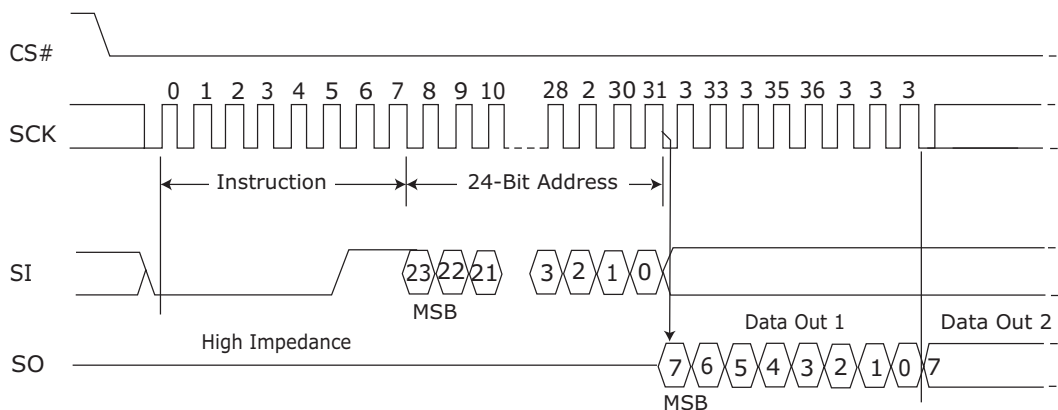 CS#
0 1 2 3 4 5 6 7 8 9 10 28 2 30 31 3 33 3 35 36 3 3 3
SCK
Instruction 24-Bit Address
SI 23 22 21 3 2 1 0
MSB
High Impedance Data Out 1 Data Out 2
SO 7 6 5 4 3 2 1 0 7
MSB